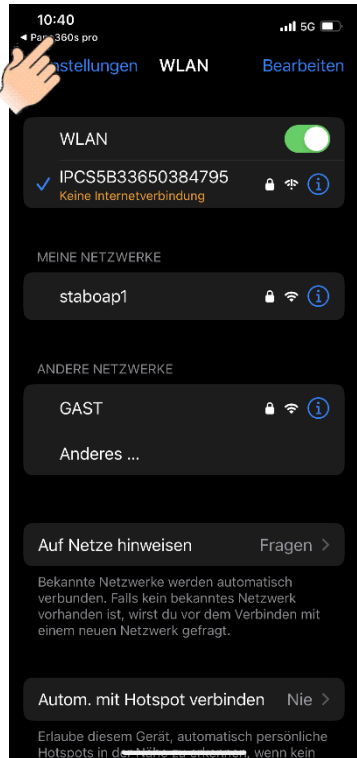 10:40
5G
Pano360s pro
Einstellungen WLAN Bearbeiten
WLAN
IPCS5B33650384795
Keine Internetverbindung
MEINE NETZWERKE
staboap1
ANDERE NETZWERKE
GAST
Anderes ...
Auf Netze hinweisen Fragen
Bekannte Netzwerke werden automatisch
verbunden. Falls kein bekanntes Netzwerk
vorhanden ist, wirst du vor dem Verbinden mit
einem neuen Netzwerk gefragt.
Autom. mit Hotspot verbinden Nie
Erlaube diesem Gerät, automatisch persönliche
Hotspots in der Nähe zu erkennen, wenn kein